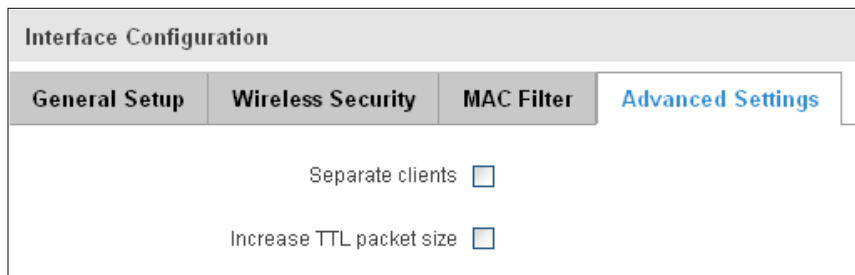 Interface Configuration
General Setup Wireless Security MAC Filter Advanced Settings
Separate clients
Increase TTL packet size